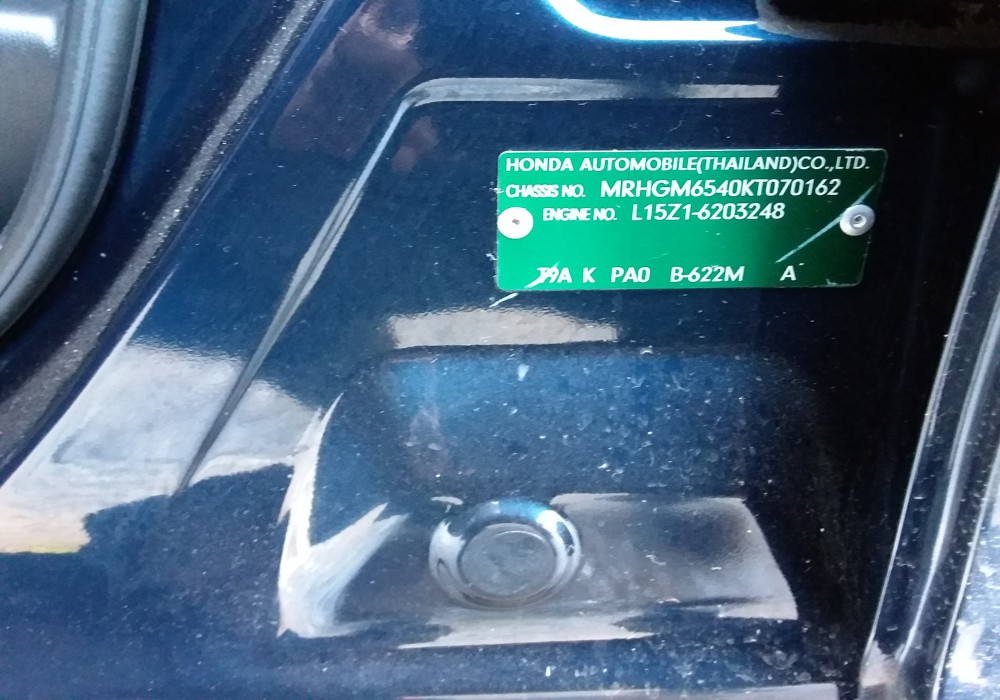 HONDA AUTOMOBILE(THAILAND)CO.,LTD.
CHASSIS NO. MRHGM6540KT070162
ENGINE NO. L15Z1-6203248
T9A K PA0 B-622M A